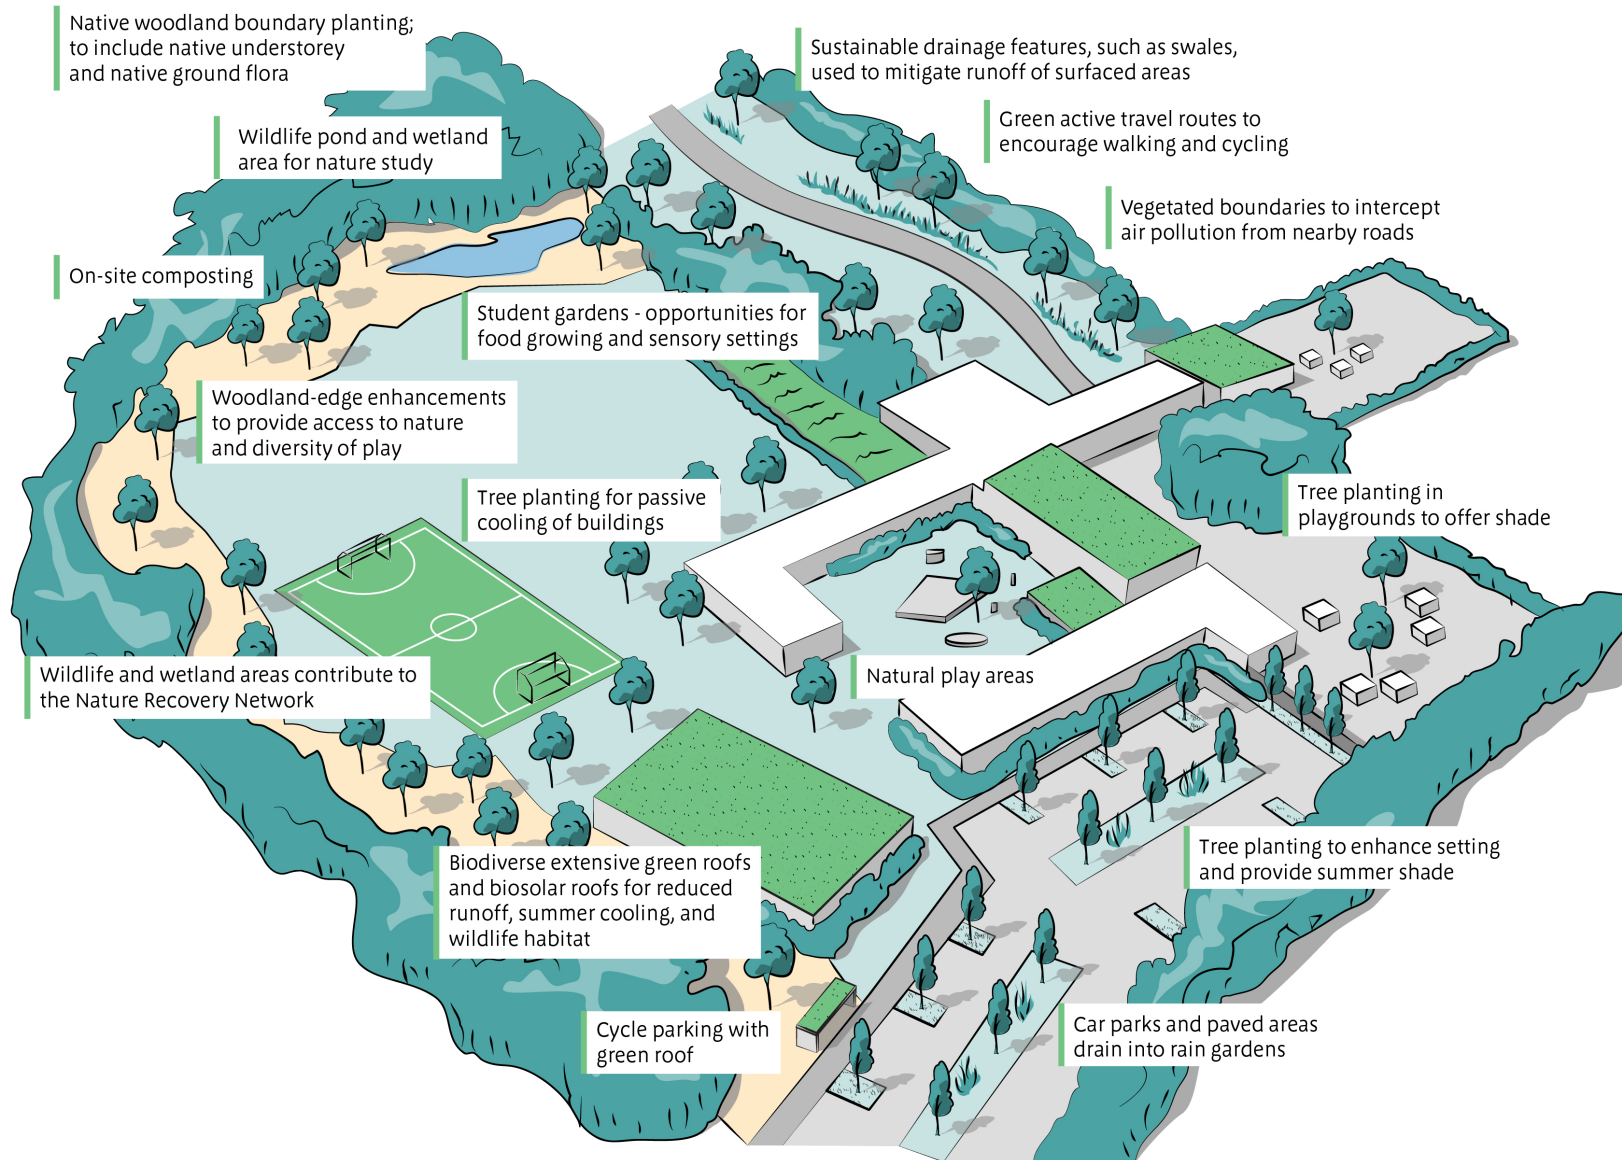 Native woodland boundary planting;
to include native understorey
and native ground flora
Sustainable drainage features, such as swales,
used to mitigate runoff of surfaced areas
Wildlife pond and wetland
area for nature study
Green active travel routes to
encourage walking and cycling
Vegetated boundaries to intercept
air pollution from nearby roads
On-site composting
Student gardens - opportunities for
food growing and sensory settings
Woodland-edge enhancements
to provide access to nature
and diversity of play
Tree planting for passive
cooling of buildings
Tree planting in
playgrounds to offer shade
Wildlife and wetland areas contribute to
the Nature Recovery Network
Natural play areas
Biodiverse extensive green roofs
and biosolar roofs for reduced
runoff, summer cooling, and
wildlife habitat
Tree planting to enhance setting
and provide summer shade
Cycle parking with
green roof
Car parks and paved areas
drain into rain gardens